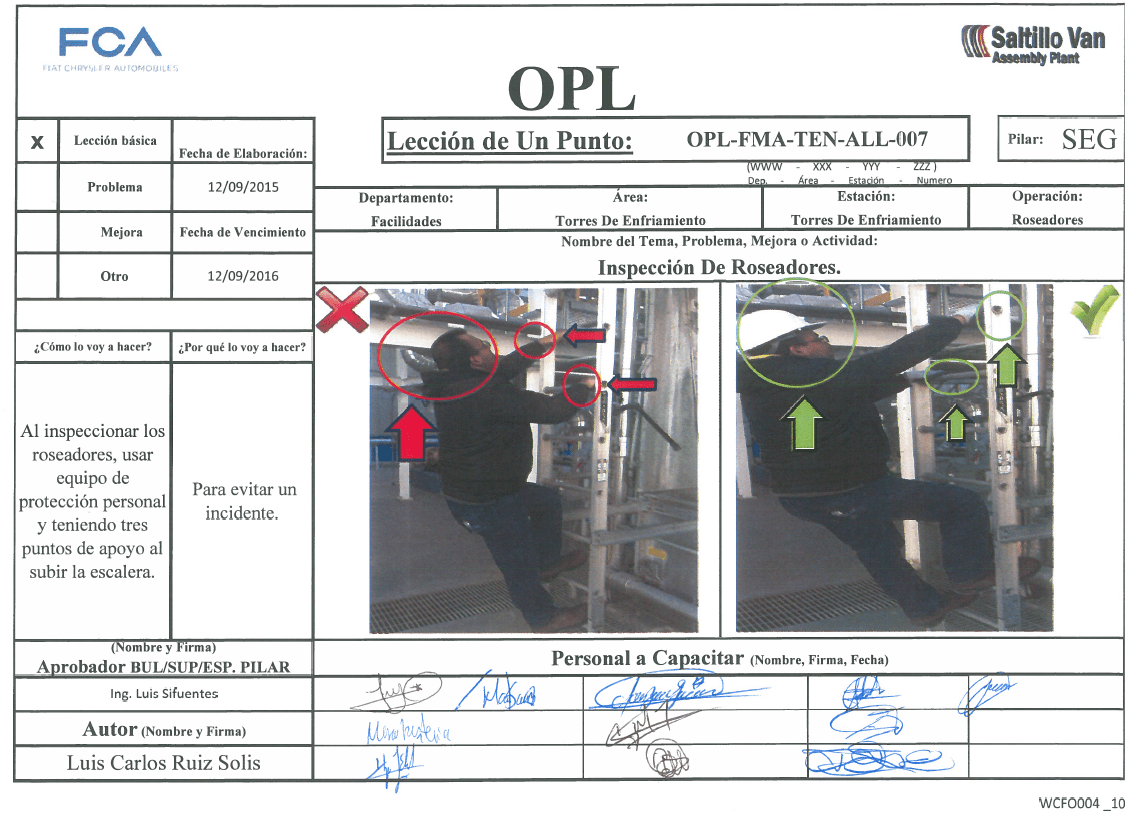 FCA
FIAT CHRYSLER AUTOMOBILES
Saltillo Van
Assembly Plant
OPL
X
Lección básica
Fecha de Elaboración:
Lección de Un Punto:
OPL-FMA-TEN-ALL-007
Pilar: SEG
(WWW - XXX - YYY - ZZZ )
Dep. - Área - Estación - Numero
Problema
12/09/2015
Departamento:
Facilidades
Área:
Torres De Enfriamiento
Estación:
Torres De Enfriamiento
Operación:
Roseadores
Mejora
Fecha de Vencimiento
Nombre del Tema, Problema, Mejora o Actividad:
Inspección De Roseadores.
Otro
12/09/2016
¿Cómo lo voy a hacer?
¿Por qué lo voy a hacer?
Al inspeccionar los
roseadores, usar
equipo de
protección personal
y teniendo tres
puntos de apoyo al
subir la escalera.
Para evitar un
incidente.
(Nombre y Firma)
Aprobador BUL/SUP/ESP. PILAR
Personal a Capacitar (Nombre, Firma, Fecha)
Ing. Luis Sifuentes
Autor (Nombre y Firma)
Luis Carlos Ruiz Solis
WCFO004 _10